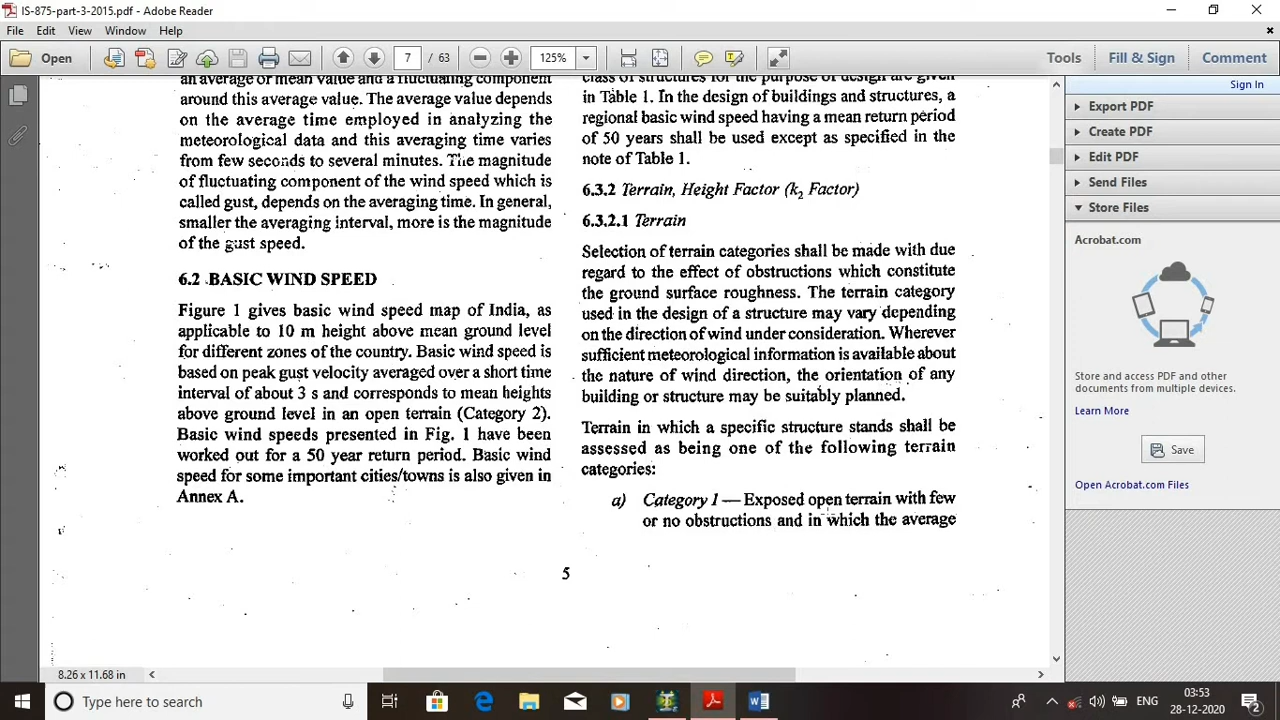 IS-875-part-3-2015.pdf - Adobe Reader
File Edit View Window Help
Open
7 / 63
125%
Tools Fill & Sign Comment
an average or mean value and a fluctuating component
around this average value. The average value depends
on the average time employed in analyzing the
meteorological data and this averaging time varies
from few seconds to several minutes. The magnitude
of fluctuating component of the wind speed which is
called gust, depends on the averaging time. In general,
smaller the averaging interval, more is the magnitude
of the gust speed.
6.2 BASIC WIND SPEED
Figure 1 gives basic wind speed map of India, as
applicable to 10 m height above mean ground level
for different zones of the country. Basic wind speed is
based on peak gust velocity averaged over a short time
interval of about 3 s and corresponds to mean heights
above ground level in an open terrain (Category 2).
Basic wind speeds presented in Fig. 1 have been
worked out for a 50 year return period. Basic wind
speed for some important cities/towns is also given in
Annex A.
class of structures for the purpose of design are given
in Table 1. In the design of buildings and structures, a
regional basic wind speed having a mean return period
of 50 years shall be used except as specified in the
note of Table 1.
6.3.2 Terrain, Height Factor (k2 Factor)
6.3.2.1 Terrain
Selection of terrain categories shall be made with due
regard to the effect of obstructions which constitute
the ground surface roughness. The terrain category
used in the design of a structure may vary depending
on the direction of wind under consideration. Wherever
sufficient meteorological information is available about
the nature of wind direction, the orientation of any
building or structure may be suitably planned.
Terrain in which a specific structure stands shall be
assessed as being one of the following terrain
categories:
a) Category 1 — Exposed open terrain with few
or no obstructions and in which the average
5
Sign In
Export PDF
Create PDF
Edit PDF
Send Files
Store Files
Acrobat.com
Store and access PDF and other
documents from multiple devices.
Learn More
Save
Open Acrobat.com Files
8.26 x 11.68 in
Type here to search
ENG
03:53
28-12-2020
2